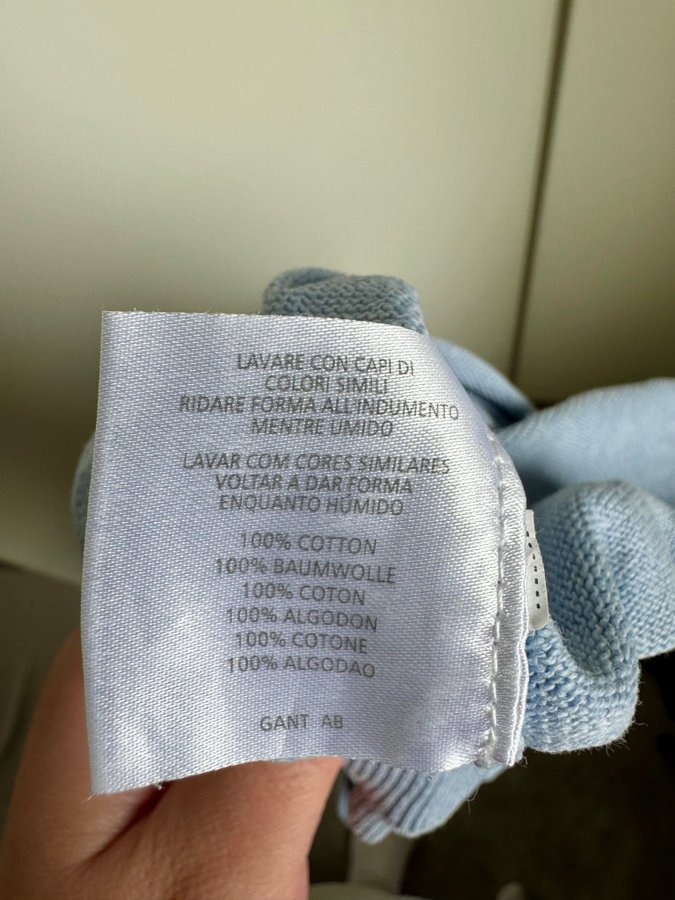 LAVARE CON CAPI DI
COLORI SIMILI
RIDARE FORMA ALL'INDUMENTO
MENTRE UMIDO
LAVAR COM CORES SIMILARES
VOLTAR A DAR FORMA
ENQUANTO HÚMIDO
100% COTTON
100% BAUMWOLLE
100% COTON
100% ALGODON
100% COTONE
100% ALGODAO
GANT AB